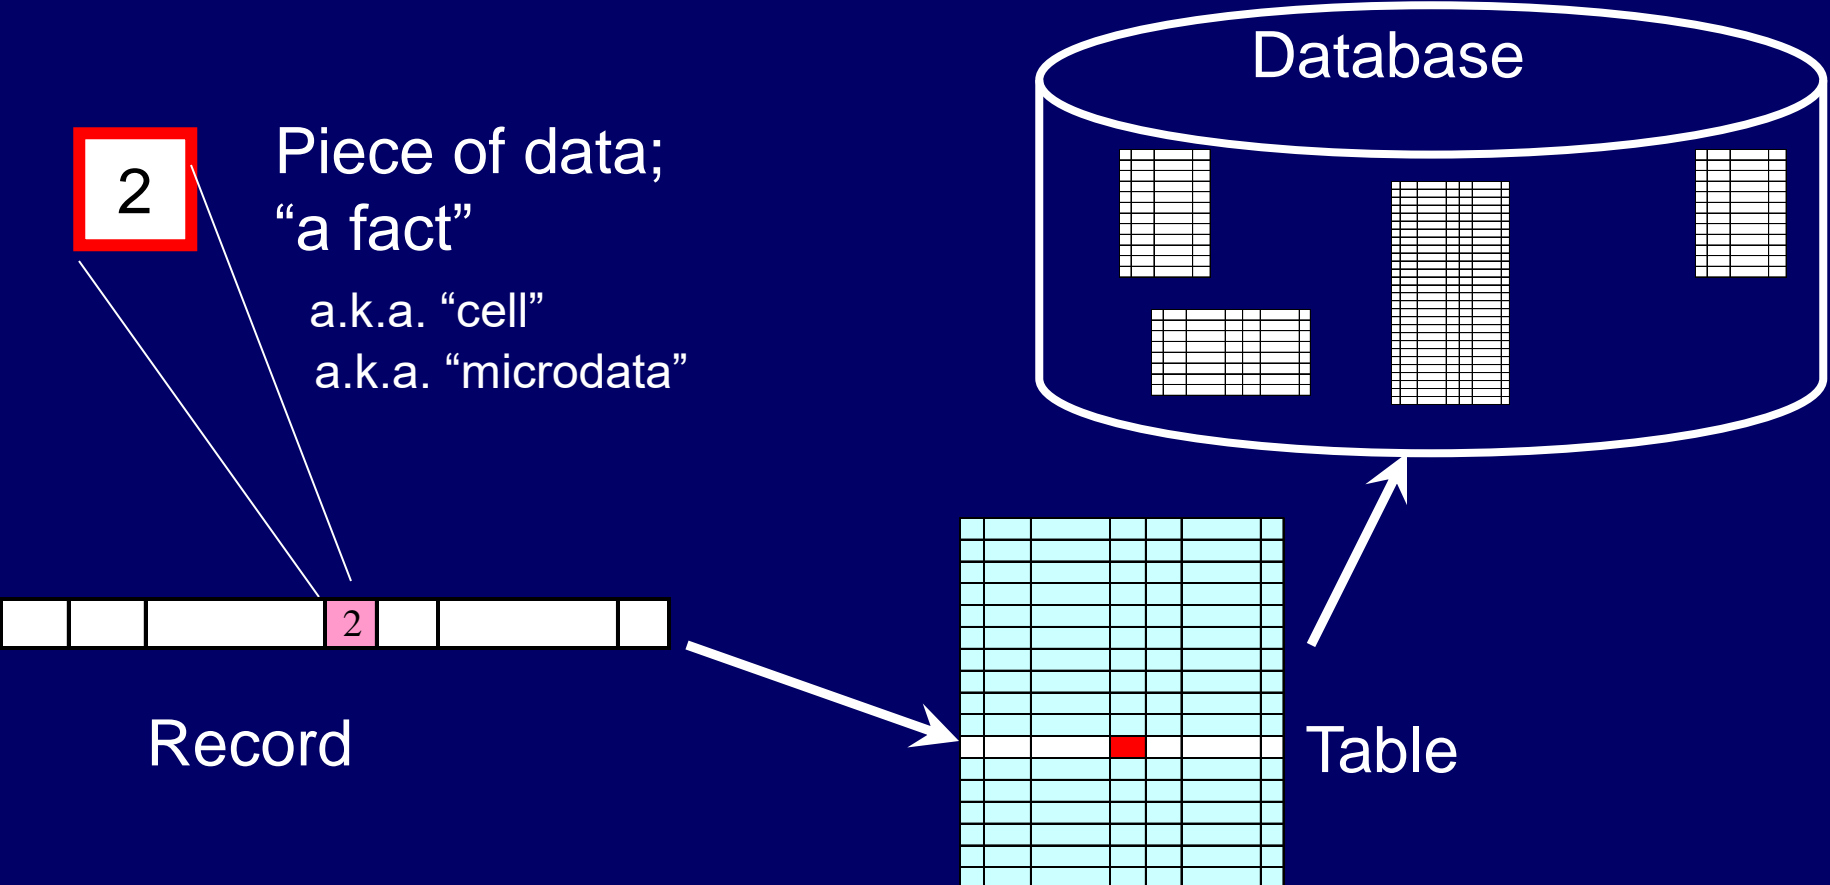 Database
2
Piece of data;
“a fact”
a.k.a. “cell”
a.k.a. “microdata”
2
Record
Table